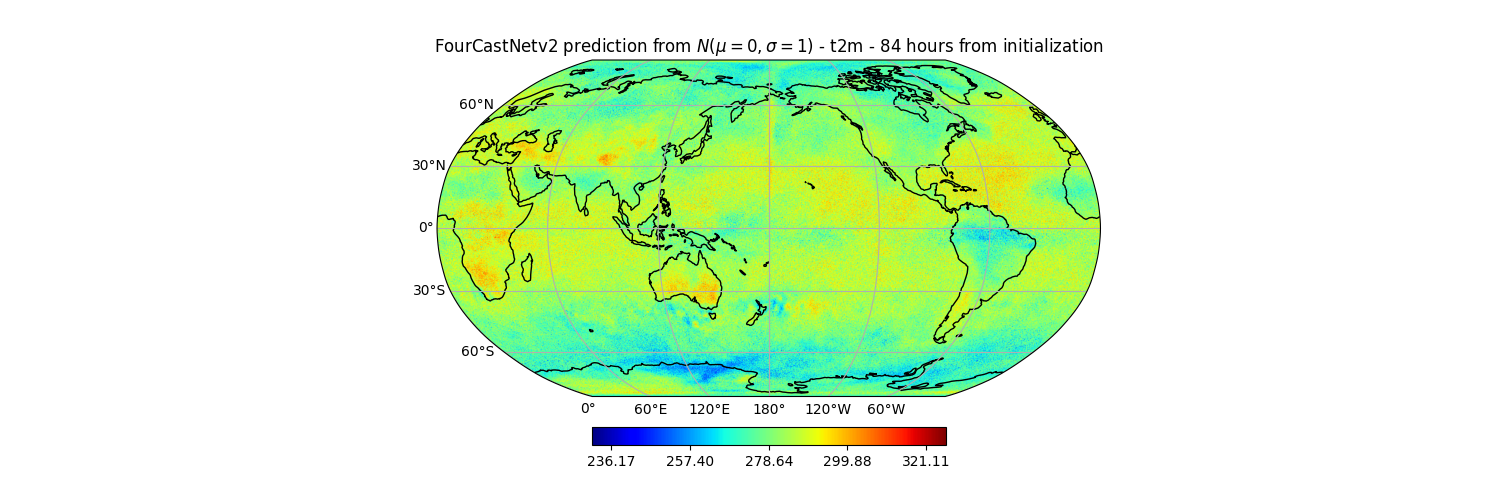 FourCastNetv2 prediction from N(μ = 0, σ = 1) - t2m - 84 hours from initialization
60°N
30°N
0°
30°S
60°S
0° 60°E 120°E 180° 120°W 60°W
236.17 257.40 278.64 299.88 321.11